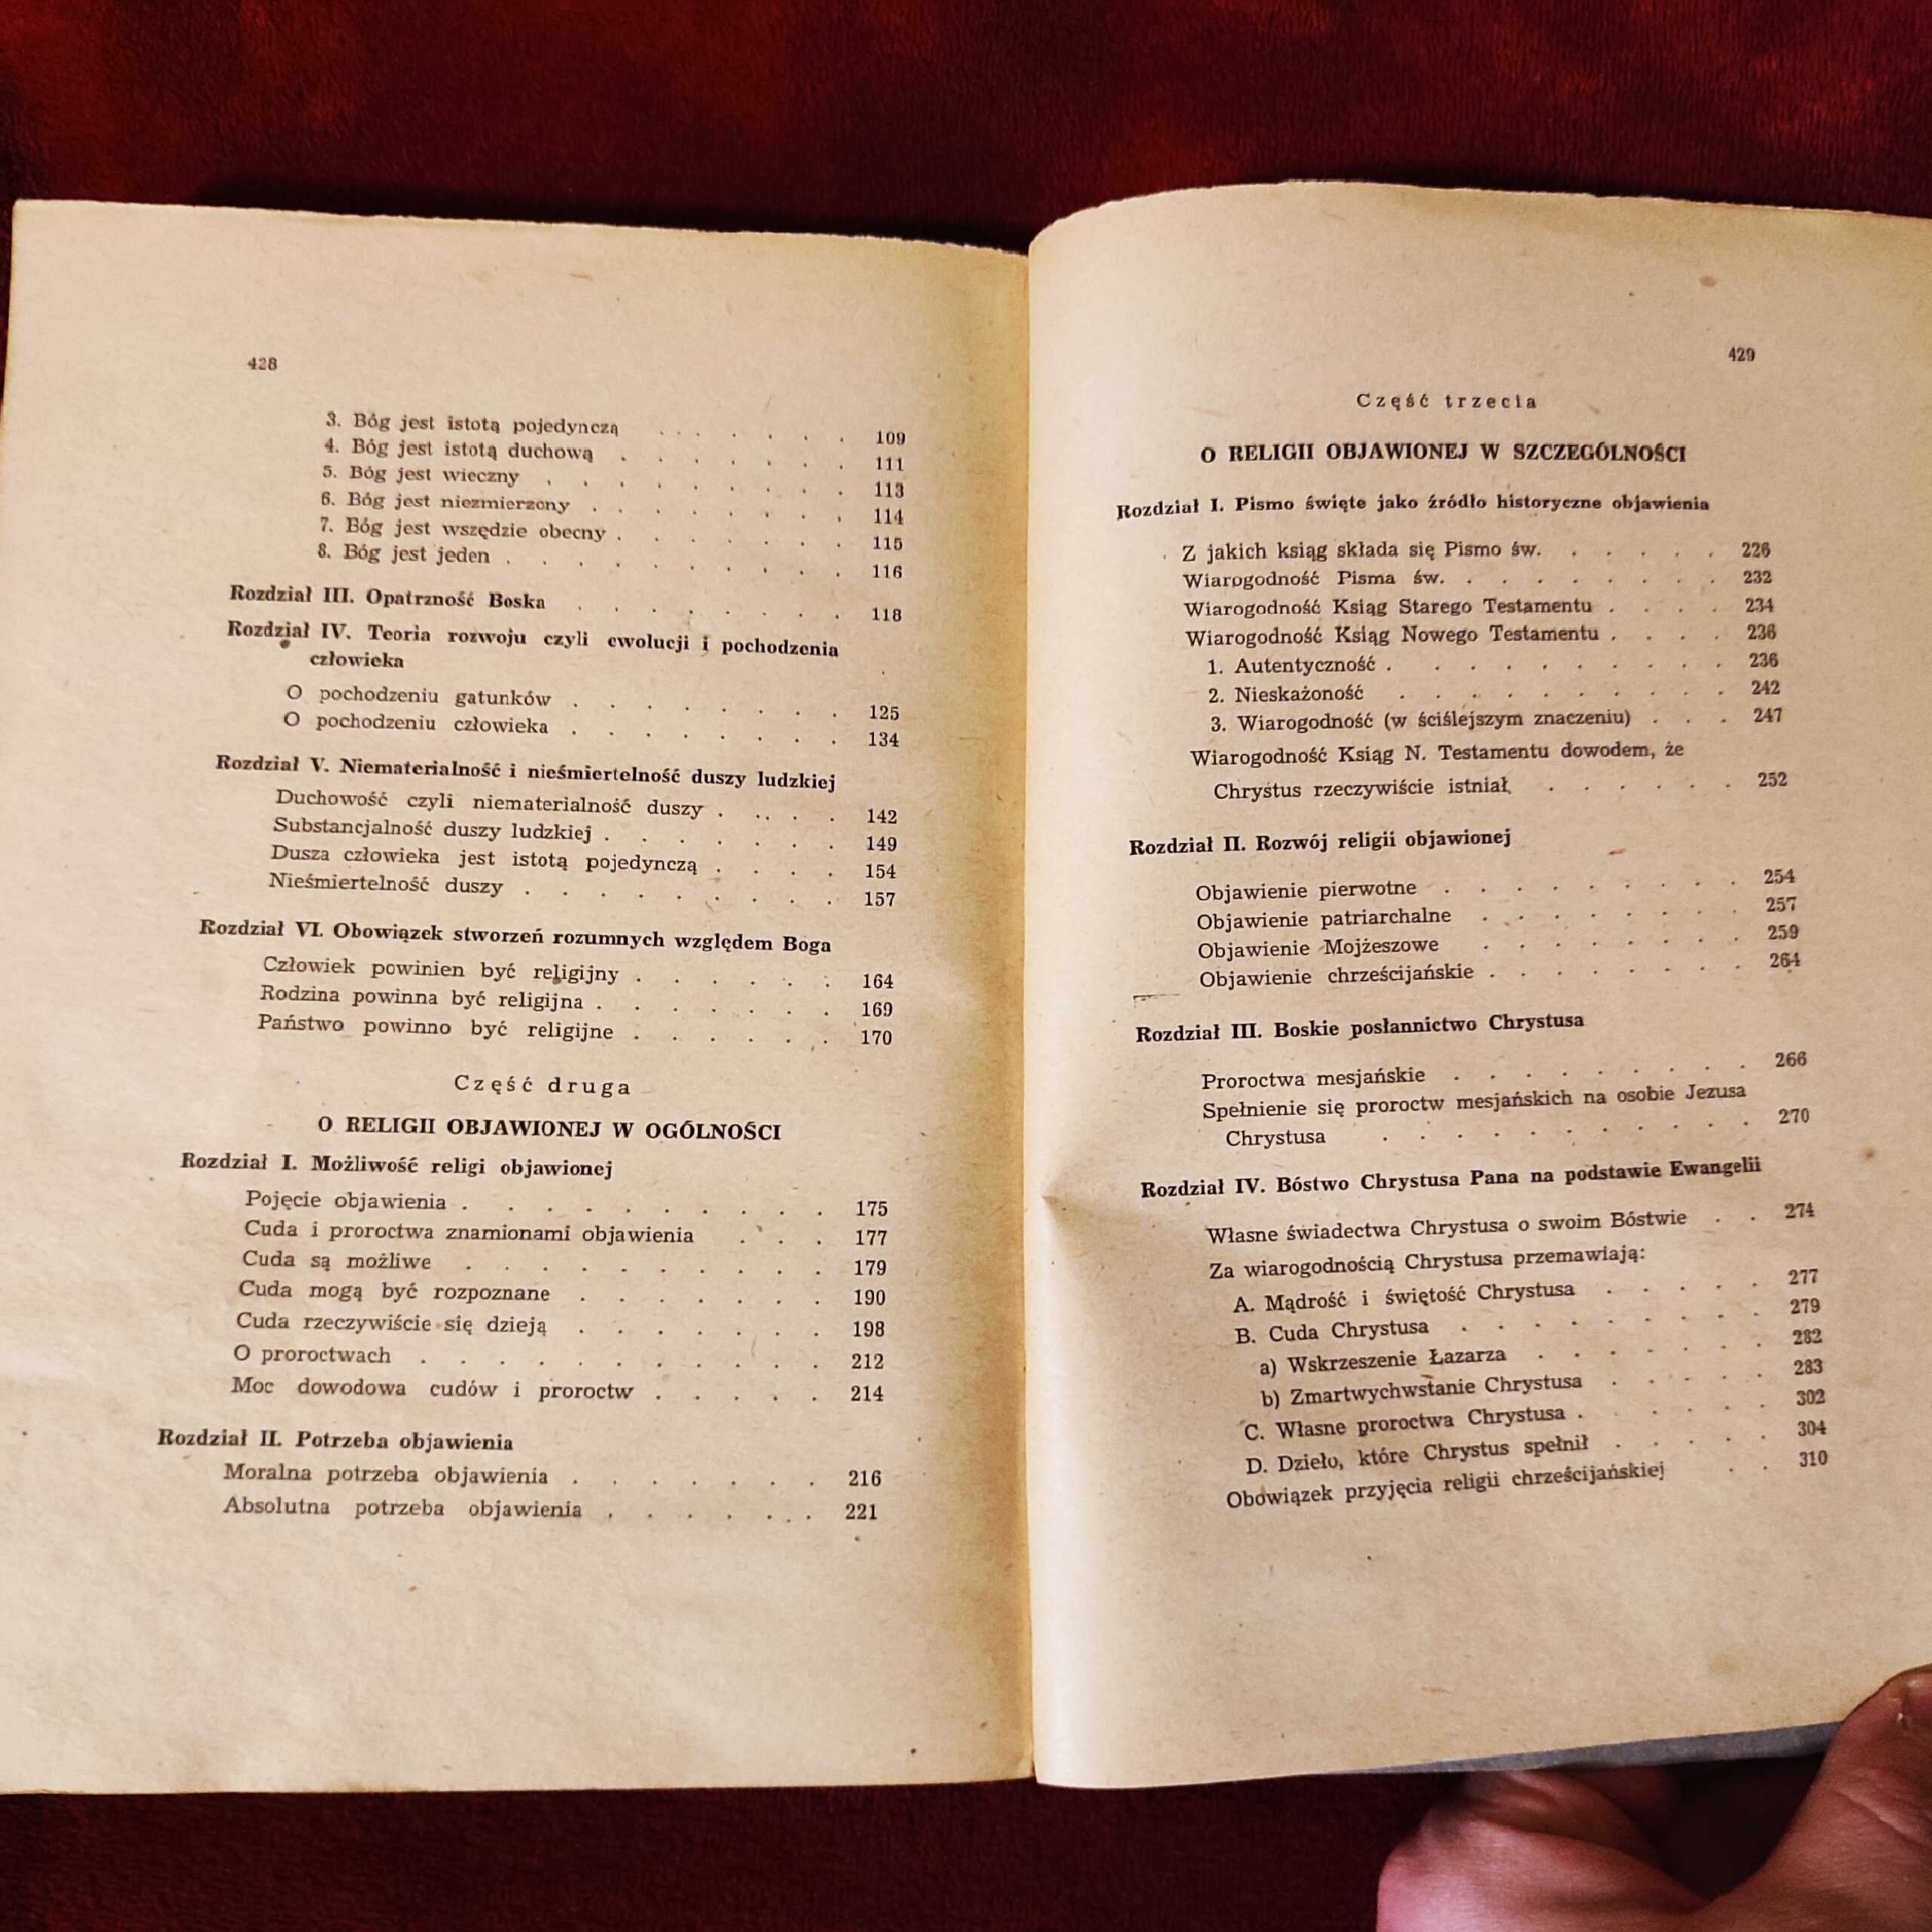 428
3. Bóg jest istotą pojedynczą . . . . . . . 109
4. Bóg jest istotą duchową . . . . . . . 111
5. Bóg jest wieczny . . . . . . . . . 113
6. Bóg jest niezmierzony . . . . . . . . 114
7. Bóg jest wszędzie obecny . . . . . . . 115
8. Bóg jest jeden . . . . . . . . . . 116
Rozdział III. Opatrzność Boska . . . . . . . . 118
Rozdział IV. Teoria rozwoju czyli ewolucji i pochodzenia
człowieka
O pochodzeniu gatunków . . . . . . . . 125
O pochodzeniu człowieka . . . . . . . . 134
Rozdział V. Niematerialność i nieśmiertelność duszy ludzkiej
Duchowość czyli niematerialność duszy . . . . . 142
Substancjalność duszy ludzkiej . . . . . . . 149
Dusza człowieka jest istotą pojedynczą . . . . 154
Nieśmiertelność duszy . . . . . . . . . 157
Rozdział VI. Obowiązek stworzeń rozumnych względem Boga
Człowiek powinien być religijny . . . . . . 164
Rodzina powinna być religijna . . . . . . . 169
Państwo powinno być religijne . . . . . . 170
Część druga
O RELIGII OBJAWIONEJ W OGÓLNOŚCI
Rozdział I. Możliwość religi objawionej
Pojęcie objawienia . . . . . . . . . . 175
Cuda i proroctwa znamionami objawienia . . . 177
Cuda są możliwe . . . . . . . . . . 179
Cuda mogą być rozpoznane . . . . . . . 190
Cuda rzeczywiście się dzieją . . . . . . . 198
O proroctwach . . . . . . . . . . . 212
Moc dowodowa cudów i proroctw . . . . . 214
Rozdział II. Potrzeba objawienia
Moralna potrzeba objawienia . . . . . . . 216
Absolutna potrzeba objawienia . . . . . . . 221
429
Część trzecia
O RELIGII OBJAWIONEJ W SZCZEGÓLNOŚCI
Rozdział I. Pismo święte jako źródło historyczne objawienia
Z jakich ksiąg składa się Pismo św. . . . . . 226
Wiarogodność Pisma św. . . . . . . . . 232
Wiarogodność Ksiąg Starego Testamentu . . . . 234
Wiarogodność Ksiąg Nowego Testamentu . . . . 236
1. Autentyczność . . . . . . . . . . 236
2. Nieskażoność . . . . . . . . . . 242
3. Wiarogodność (w ściślejszym znaczeniu) . . . 247
Wiarogodność Ksiąg N. Testamentu dowodem, że
Chrystus rzeczywiście istniał . . . . . . 252
Rozdział II. Rozwój religii objawionej
Objawienie pierwotne . . . . . . . . . 254
Objawienie patriarchalne . . . . . . . . 257
Objawienie Mojżeszowe . . . . . . . . 259
Objawienie chrześcijańskie . . . . . . . . 264
Rozdział III. Boskie posłannictwo Chrystusa
Proroctwa mesjańskie . . . . . . . . . 266
Spełnienie się proroctw mesjańskich na osobie Jezusa
Chrystusa . . . . . . . . . . . 270
Rozdział IV. Bóstwo Chrystusa Pana na podstawie Ewangelii
Własne świadectwa Chrystusa o swoim Bóstwie . . 274
Za wiarogodnością Chrystusa przemawiają:
A. Mądrość i świętość Chrystusa . . . . . 277
B. Cuda Chrystusa . . . . . . . . . 279
a) Wskrzeszenie Łazarza . . . . . . . 282
b) Zmartwychwstanie Chrystusa . . . . . 283
C. Własne proroctwa Chrystusa . . . . . . 302
D. Dzieło, które Chrystus spełnił . . . . . 304
Obowiązek przyjęcia religii chrześcijańskiej . . 310